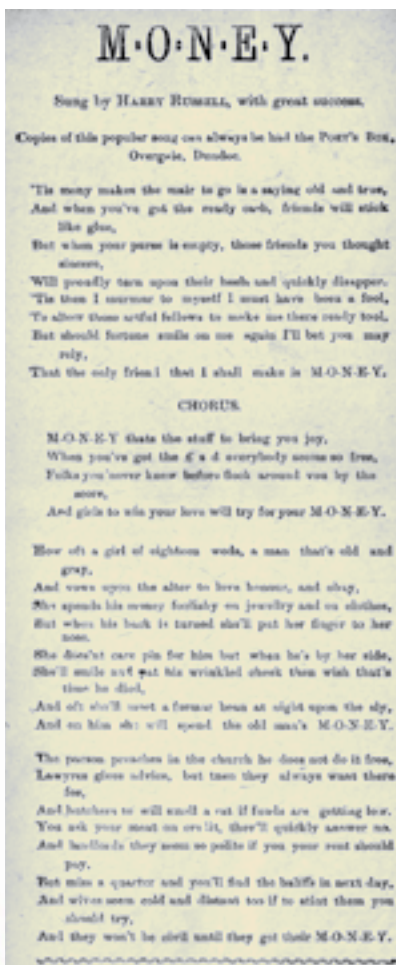 M·O·N·E·Y.
Sung by HARRY RUSSELL, with great success.
Copies of this popular song can always be had the POET'S BOX,
Overgate, Dundee.
'Tis mony makes the mair to go is a saying old and true,
And when you've got the ready cash, friends will stick
like glue,
But when your purse is empty, those friends you thought
sincere,
Will proudly turn upon their heels and quickly disapper.
'Tis then I murmur to myself I must have been a fool,
To allow those artful fellows to make me there ready tool,
But should fortune smile on me again I'll bet you may
rely,
That the only friend that I shall make is M-O-N-E-Y.
CHORUS.
M-O-N-E-Y thats the stuff to bring you joy,
When you've got the £ s d everybody seems so free,
Folks you never knew before flock around you by the
score,
And girls to win your love will try for your M-O-N-E-Y.
How oft a girl of eighteen weds, a man that's old and
gray,
And vows upon the alter to love honour, and obay,
She spends his money foolishy on jewelry and on clothes,
But when his back is turned she'll put her finger to her
nose.
She does'nt care pin for him but when he's by her side,
She'll smile and pat his wrinkled cheek then wish that's
time he died,
And oft she'll meet a former beau at night upon the sly,
And on him she will spend the old man's M-O-N-E-Y.
The parson preaches in the church he does not do it free,
Lawyres gives advice, but then they always want there
fee,
And butchers to will smell a rat if funds are getting low.
You ask your meat on credit, ther'll quickly answer no.
And landlords they seem so polite if you your rent should
pay,
But miss a quarter and you'll find the baliffs in next day,
And wives seem cold and distant too if to stint them you
should try,
And they won't be civil until they get their M-O-N-E-Y.